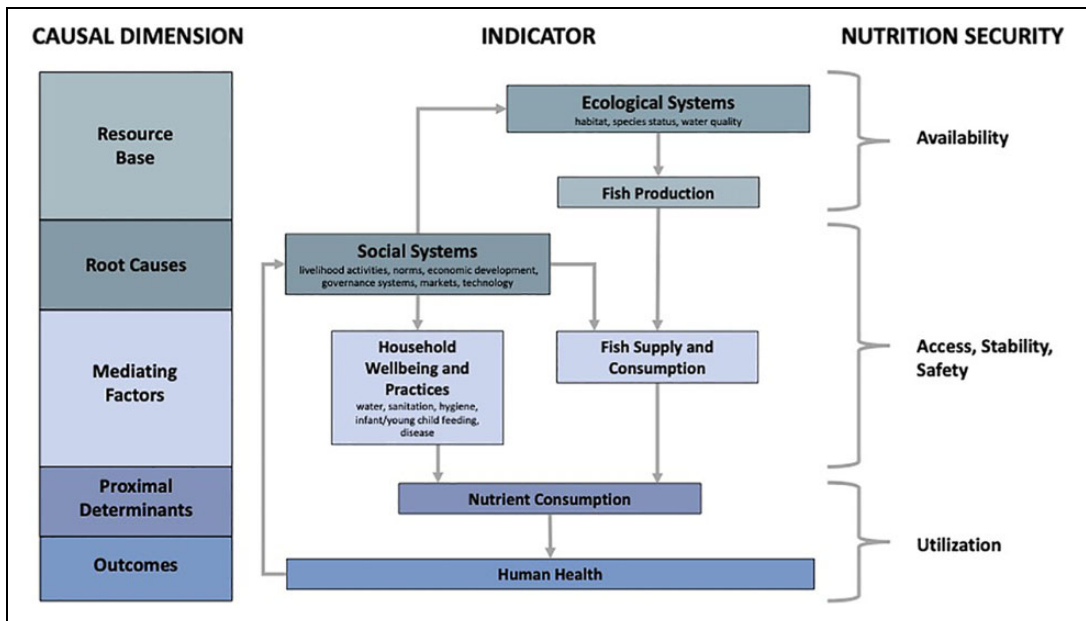 CAUSAL DIMENSION
INDICATOR
NUTRITION SECURITY
Resource
Base
Root Causes
Mediating
Factors
Proximal
Determinants
Outcomes
Ecological Systems
habitat, species status, water quality
Fish Production
Social Systems
livelihood activities, norms, economic development,
governance systems, markets, technology
Household
Wellbeing and
Practices
water, sanitation, hygiene,
infant/young child feeding,
disease
Fish Supply and
Consumption
Nutrient Consumption
Human Health
Availability
Access, Stability,
Safety
Utilization